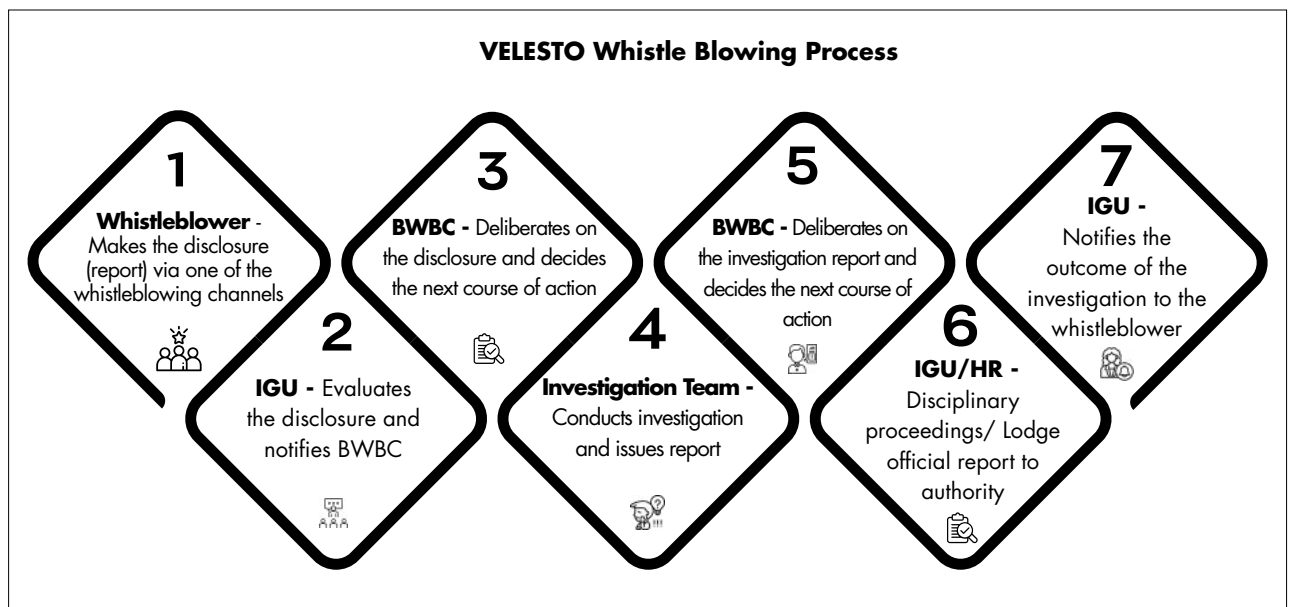 VELESTO Whistle Blowing Process
1
Whistleblower -
Makes the disclosure
(report) via one of the
whistleblowing channels
2
IGU - Evaluates
the disclosure and
notifies BWBC
3
BWBC - Deliberates on
the disclosure and decides
the next course of action
4
Investigation Team -
Conducts investigation
and issues report
5
BWBC - Deliberates on
the investigation report and
decides the next course of
action
6
IGU/HR -
Disciplinary
proceedings/ Lodge
official report to
authority
7
IGU -
Notifies the
outcome of the
investigation to the
whistleblower